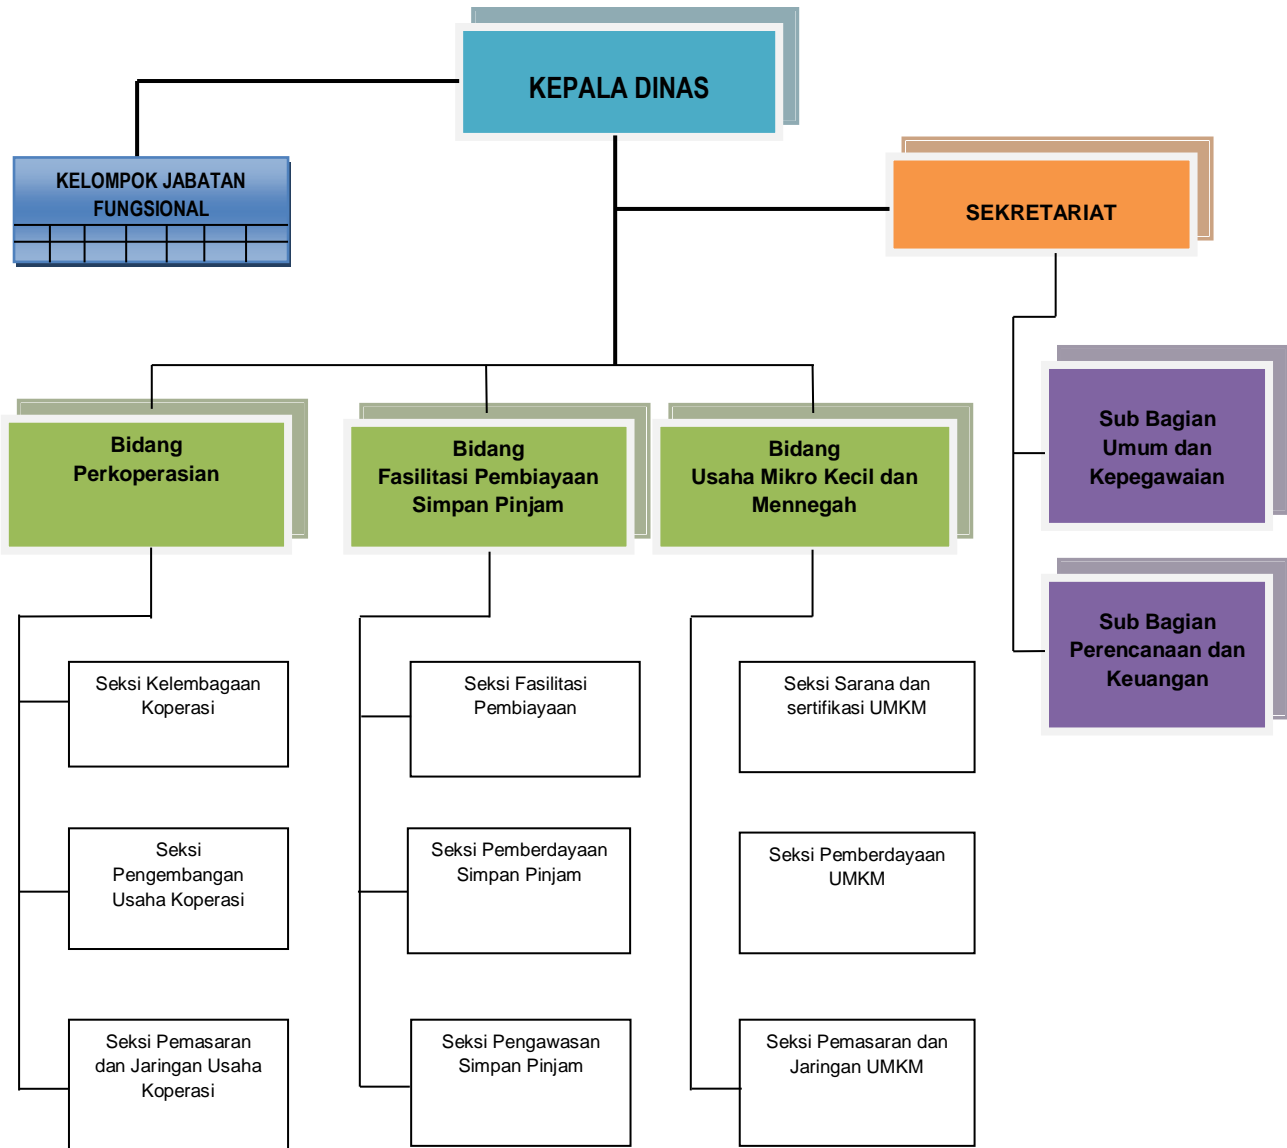 KEPALA DINAS
KELOMPOK JABATAN
FUNGSIONAL
SEKRETARIAT
Sub Bagian
Umum dan
Kepegawaian
Sub Bagian
Perencanaan dan
Keuangan
Bidang
Perkoperasian
Bidang
Fasilitasi Pembiayaan
Simpan Pinjam
Bidang
Usaha Mikro Kecil dan
Mennegah
Seksi Kelembagaan
Koperasi
Seksi
Pengembangan
Usaha Koperasi
Seksi Pemasaran
dan Jaringan Usaha
Koperasi
Seksi Fasilitasi
Pembiayaan
Seksi Pemberdayaan
Simpan Pinjam
Seksi Pengawasan
Simpan Pinjam
Seksi Sarana dan
sertifikasi UMKM
Seksi Pemberdayaan
UMKM
Seksi Pemasaran dan
Jaringan UMKM